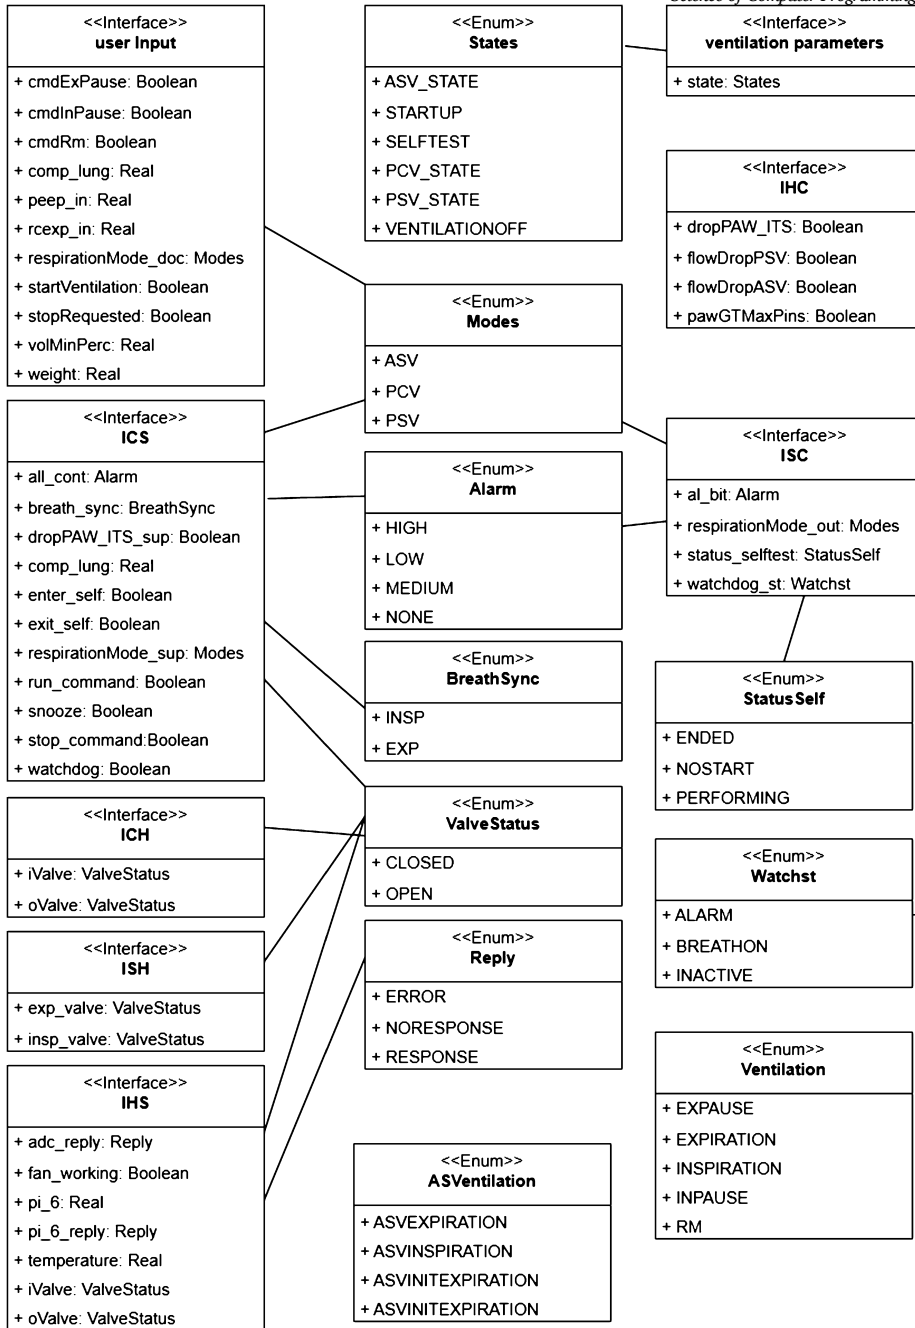 Science of Computer Programming
<<Interface>>
user Input
+ cmdExPause: Boolean
+ cmdInPause: Boolean
+ cmdRm: Boolean
+ comp_lung: Real
+ peep_in: Real
+ rcexp_in: Real
+ respirationMode_doc: Modes
+ startVentilation: Boolean
+ stopRequested: Boolean
+ volMinPerc: Real
+ weight: Real
<<Interface>>
ICS
+ all_cont: Alarm
+ breath_sync: BreathSync
+ dropPAW_ITS_sup: Boolean
+ comp_lung: Real
+ enter_self: Boolean
+ exit_self: Boolean
+ respirationMode_sup: Modes
+ run_command: Boolean
+ snooze: Boolean
+ stop_command:Boolean
+ watchdog: Boolean
<<Interface>>
ICH
+ iValve: ValveStatus
+ oValve: ValveStatus
<<Interface>>
ISH
+ exp_valve: ValveStatus
+ insp_valve: ValveStatus
<<Interface>>
IHS
+ adc_reply: Reply
+ fan_working: Boolean
+ pi_6: Real
+ pi_6_reply: Reply
+ temperature: Real
+ iValve: ValveStatus
+ oValve: ValveStatus
<<Enum>>
States
+ ASV_STATE
+ STARTUP
+ SELFTEST
+ PCV_STATE
+ PSV_STATE
+ VENTILATIONOFF
<<Enum>>
Modes
+ ASV
+ PCV
+ PSV
<<Enum>>
Alarm
+ HIGH
+ LOW
+ MEDIUM
+ NONE
<<Enum>>
BreathSync
+ INSP
+ EXP
<<Enum>>
ValveStatus
+ CLOSED
+ OPEN
<<Enum>>
Reply
+ ERROR
+ NORESPONSE
+ RESPONSE
<<Enum>>
ASVentilation
+ ASVEXPIRATION
+ ASVINSPIRATION
+ ASVINITEXPIRATION
+ ASVINITEXPIRATION
<<Interface>>
ventilation parameters
+ state: States
<<Interface>>
IHC
+ dropPAW_ITS: Boolean
+ flowDropPSV: Boolean
+ flowDropASV: Boolean
+ pawGTMaxPins: Boolean
<<Interface>>
ISC
+ al_bit: Alarm
+ respirationMode_out: Modes
+ status_selftest: StatusSelf
+ watchdog_st: Watchst
<<Enum>>
StatusSelf
+ ENDED
+ NOSTART
+ PERFORMING
<<Enum>>
Watchst
+ ALARM
+ BREATHON
+ INACTIVE
<<Enum>>
Ventilation
+ EXPAUSE
+ EXPIRATION
+ INSPIRATION
+ INPAUSE
+ RM